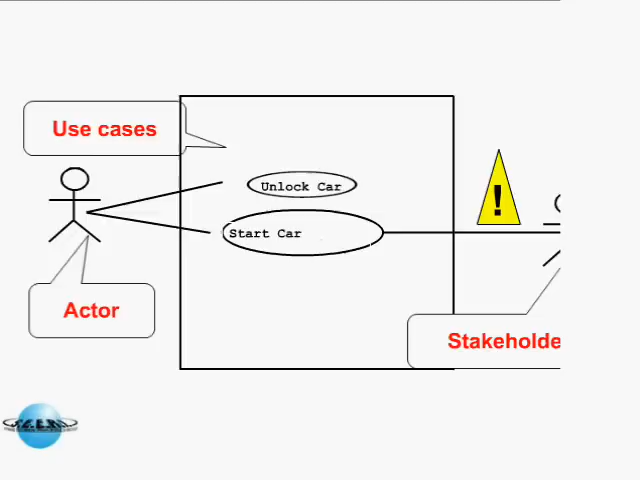 Use cases
Unlock Car
!
Start Car
Actor
Stakeholde